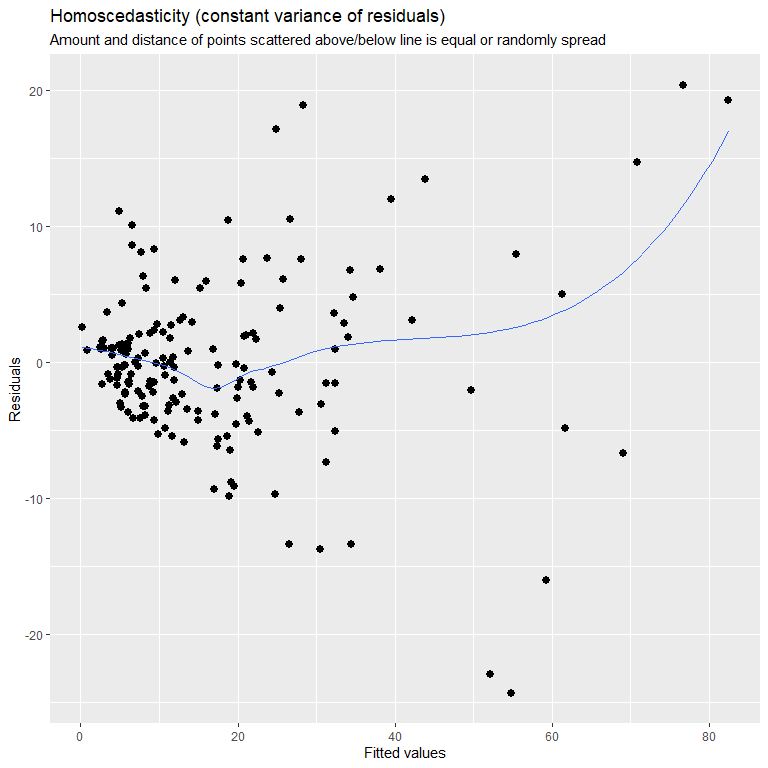 Homoscedasticity (constant variance of residuals)
Amount and distance of points scattered above/below line is equal or randomly spread
20
10
0
-10
-20
Residuals
0 20 40 60 80
Fitted values